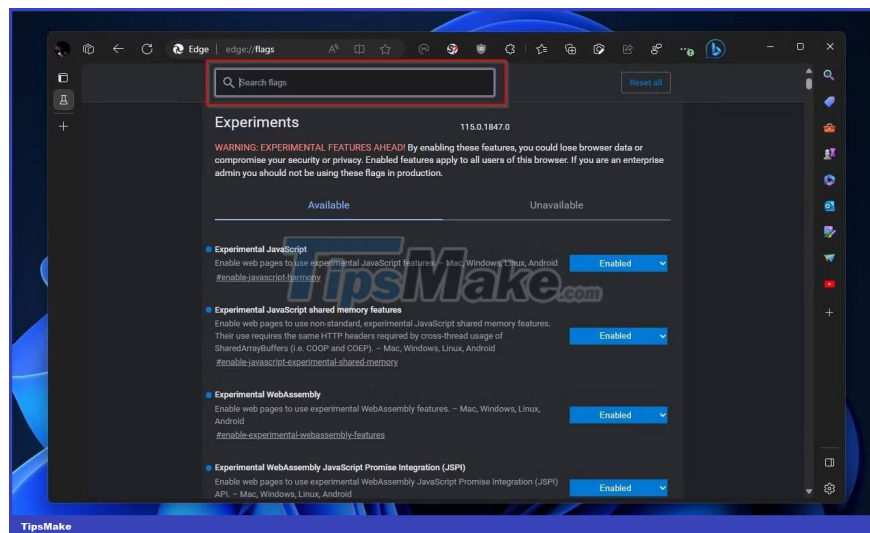 Edge | edge://flags
Search flags
Reset all
Experiments
115.0.1847.0
WARNING: EXPERIMENTAL FEATURES AHEAD! By enabling these features, you could lose browser data or
compromise your security or privacy. Enabled features apply to all users of this browser. If you are an enterprise
admin you should not be using these flags in production.
Available
Unavailable
Experimental JavaScript
Enable web pages to use experimental JavaScript features. – Mac, Windows, Linux, Android
#enable-javascript-harmony
Enabled
TipsMake.com
Experimental JavaScript shared memory features
Enable web pages to use non-standard, experimental JavaScript shared memory features.
Their use requires the same HTTP headers required by cross-thread usage of
SharedArrayBuffers (i.e. COOP and COEP). – Mac, Windows, Linux, Android
#enable-javascript-experimental-shared-memory
Enabled
Experimental WebAssembly
Enable web pages to use experimental WebAssembly features. – Mac, Windows, Linux,
Android
#enable-experimental-webassembly-features
Enabled
Experimental WebAssembly JavaScript Promise Integration (JSPI)
Enable web pages to use experimental WebAssembly JavaScript Promise Integration (JSPI)
API. – Mac, Windows, Linux, Android
Enabled
TipsMake